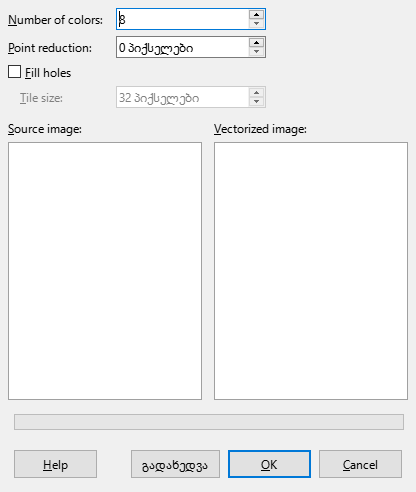 Number of colors: 8
Point reduction: 0 პიქსელები
Fill holes
Tile size: 32 პიქსელები
Source image: Vectorized image:
Help გადახედვა OK Cancel